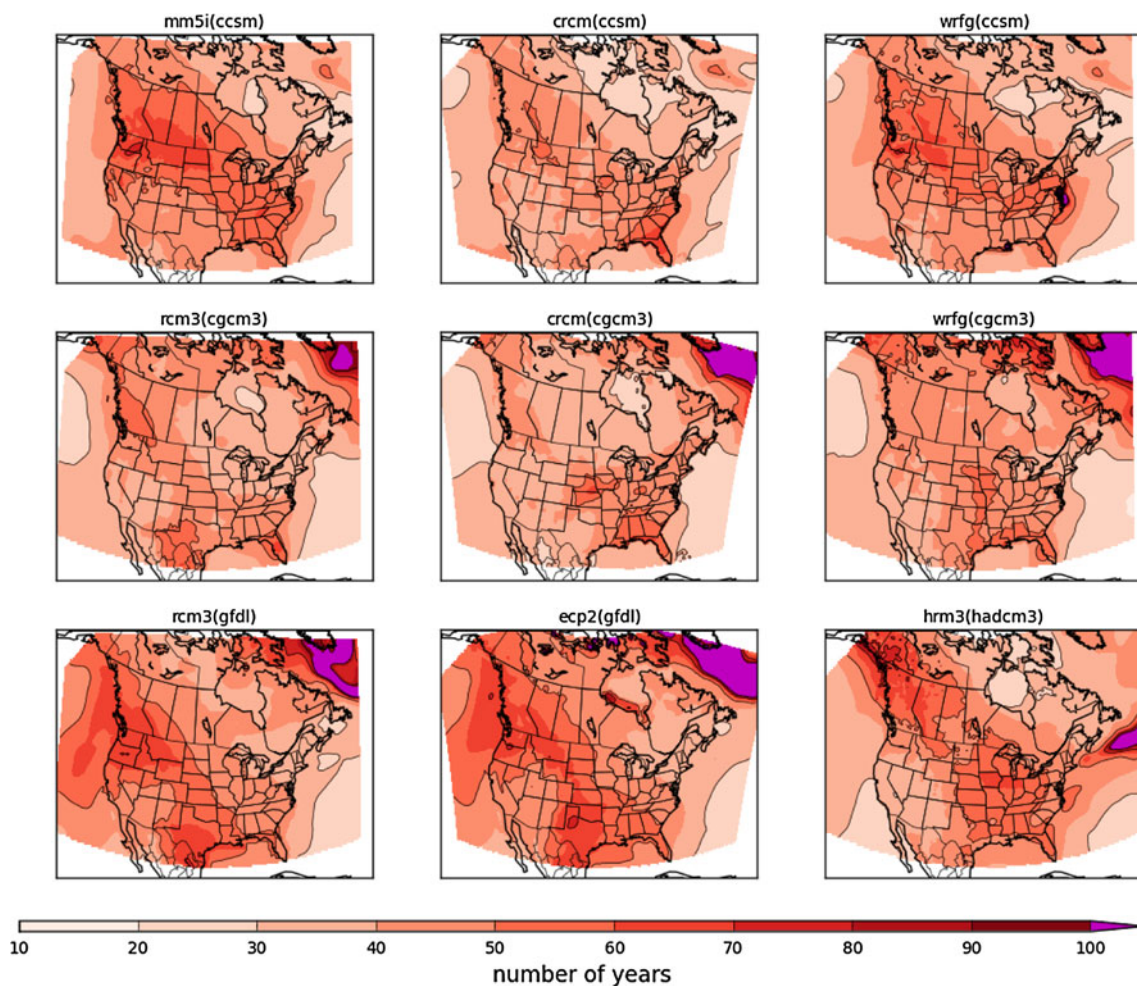 mm5i(ccsm) crcm(ccsm) wrfg(ccsm)
rcm3(cgcm3) crcm(cgcm3) wrfg(cgcm3)
rcm3(gfdl) ecp2(gfdl) hrm3(hadcm3)
10 20 30 40 50 60 70 80 90 100
number of years